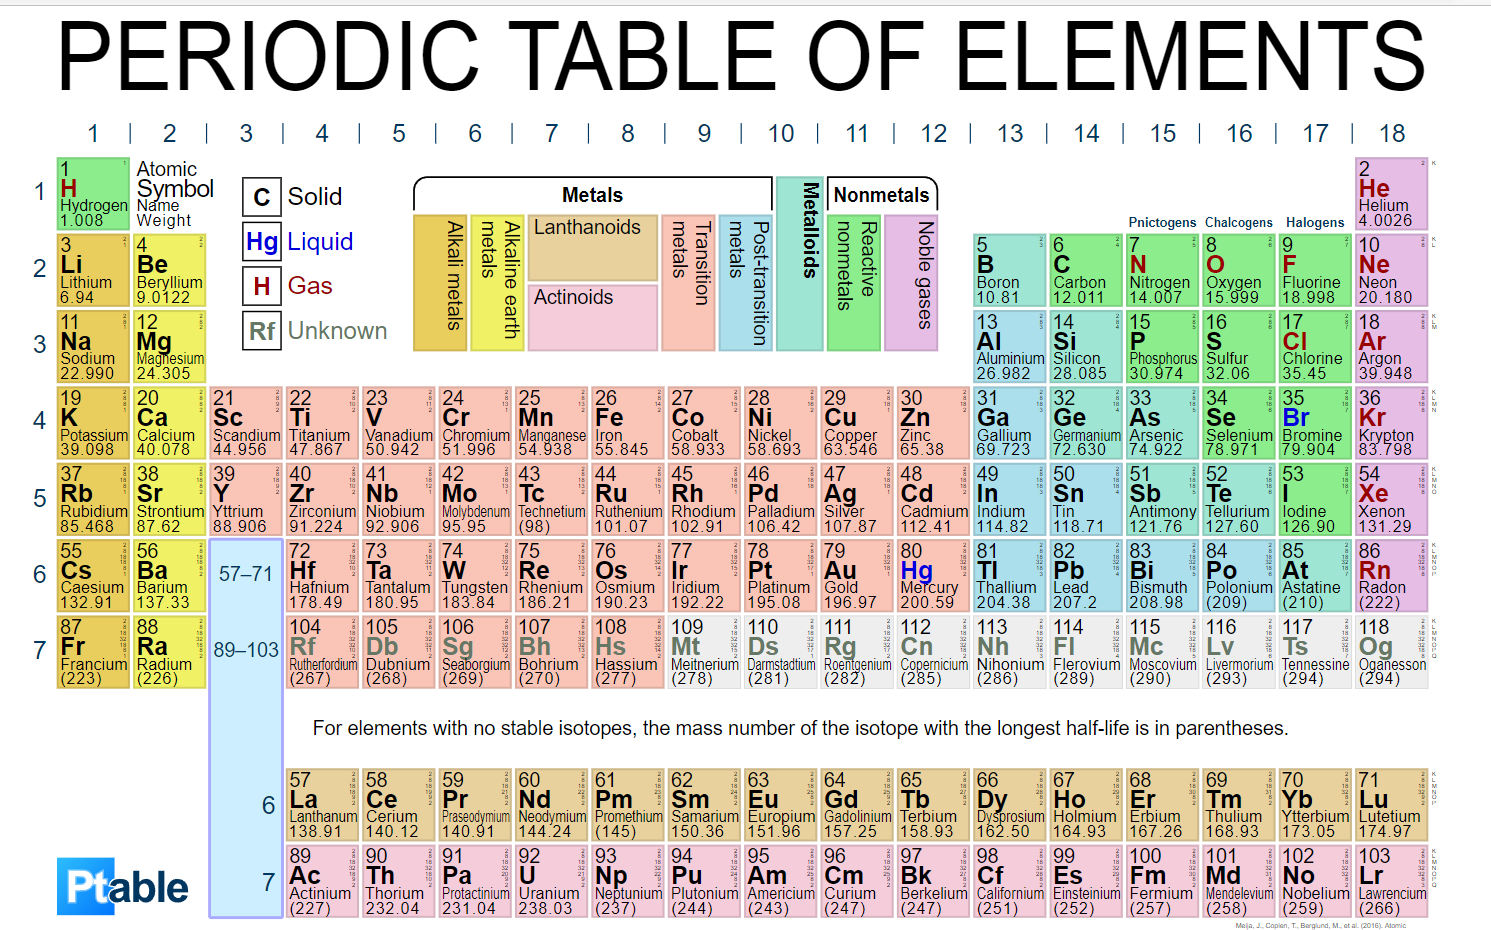 PERIODIC TABLE OF ELEMENTS
1 | 2 | 3 | 4 | 5 | 6 | 7 | 8 | 9 | 10 | 11 | 12 | 13 | 14 | 15 | 16 | 17 | 18
Atomic
Symbol
Name
Weight
C Solid
Hg Liquid
H Gas
Rf Unknown
Metals
Metalloids
Nonmetals
Alkali metals
Alkaline earth metals
Lanthanoids
Actinoids
Transition metals
Post-transition metals
Reactive nonmetals
Noble gases
Pnictogens Chalcogens Halogens
1
1 H Hydrogen 1.008
2 He Helium 4.0026
2
3 Li Lithium 6.94
4 Be Beryllium 9.0122
5 B Boron 10.81
6 C Carbon 12.011
7 N Nitrogen 14.007
8 O Oxygen 15.999
9 F Fluorine 18.998
10 Ne Neon 20.180
3
11 Na Sodium 22.990
12 Mg Magnesium 24.305
13 Al Aluminium 26.982
14 Si Silicon 28.085
15 P Phosphorus 30.974
16 S Sulfur 32.06
17 Cl Chlorine 35.45
18 Ar Argon 39.948
4
19 K Potassium 39.098
20 Ca Calcium 40.078
21 Sc Scandium 44.956
22 Ti Titanium 47.867
23 V Vanadium 50.942
24 Cr Chromium 51.996
25 Mn Manganese 54.938
26 Fe Iron 55.845
27 Co Cobalt 58.933
28 Ni Nickel 58.693
29 Cu Copper 63.546
30 Zn Zinc 65.38
31 Ga Gallium 69.723
32 Ge Germanium 72.630
33 As Arsenic 74.922
34 Se Selenium 78.971
35 Br Bromine 79.904
36 Kr Krypton 83.798
5
37 Rb Rubidium 85.468
38 Sr Strontium 87.62
39 Y Yttrium 88.906
40 Zr Zirconium 91.224
41 Nb Niobium 92.906
42 Mo Molybdenum 95.95
43 Tc Technetium (98)
44 Ru Ruthenium 101.07
45 Rh Rhodium 102.91
46 Pd Palladium 106.42
47 Ag Silver 107.87
48 Cd Cadmium 112.41
49 In Indium 114.82
50 Sn Tin 118.71
51 Sb Antimony 121.76
52 Te Tellurium 127.60
53 I Iodine 126.90
54 Xe Xenon 131.29
6
55 Cs Caesium 132.91
56 Ba Barium 137.33
57–71
72 Hf Hafnium 178.49
73 Ta Tantalum 180.95
74 W Tungsten 183.84
75 Re Rhenium 186.21
76 Os Osmium 190.23
77 Ir Iridium 192.22
78 Pt Platinum 195.08
79 Au Gold 196.97
80 Hg Mercury 200.59
81 Tl Thallium 204.38
82 Pb Lead 207.2
83 Bi Bismuth 208.98
84 Po Polonium (209)
85 At Astatine (210)
86 Rn Radon (222)
7
87 Fr Francium (223)
88 Ra Radium (226)
89–103
104 Rf Rutherfordium (267)
105 Db Dubnium (268)
106 Sg Seaborgium (269)
107 Bh Bohrium (270)
108 Hs Hassium (277)
109 Mt Meitnerium (278)
110 Ds Darmstadtium (281)
111 Rg Roentgenium (282)
112 Cn Copernicium (285)
113 Nh Nihonium (286)
114 Fl Flerovium (289)
115 Mc Moscovium (290)
116 Lv Livermorium (293)
117 Ts Tennessine (294)
118 Og Oganesson (294)
For elements with no stable isotopes, the mass number of the isotope with the longest half-life is in parentheses.
6
57 La Lanthanum 138.91
58 Ce Cerium 140.12
59 Pr Praseodymium 140.91
60 Nd Neodymium 144.24
61 Pm Promethium (145)
62 Sm Samarium 150.36
63 Eu Europium 151.96
64 Gd Gadolinium 157.25
65 Tb Terbium 158.93
66 Dy Dysprosium 162.50
67 Ho Holmium 164.93
68 Er Erbium 167.26
69 Tm Thulium 168.93
70 Yb Ytterbium 173.05
71 Lu Lutetium 174.97
7
89 Ac Actinium (227)
90 Th Thorium 232.04
91 Pa Protactinium 231.04
92 U Uranium 238.03
93 Np Neptunium (237)
94 Pu Plutonium (244)
95 Am Americium (243)
96 Cm Curium (247)
97 Bk Berkelium (247)
98 Cf Californium (251)
99 Es Einsteinium (252)
100 Fm Fermium (257)
101 Md Mendelevium (258)
102 No Nobelium (259)
103 Lr Lawrencium (266)
Ptable
Meija, J., Coplen, T., Berglund, M., et al. (2016). Atomic